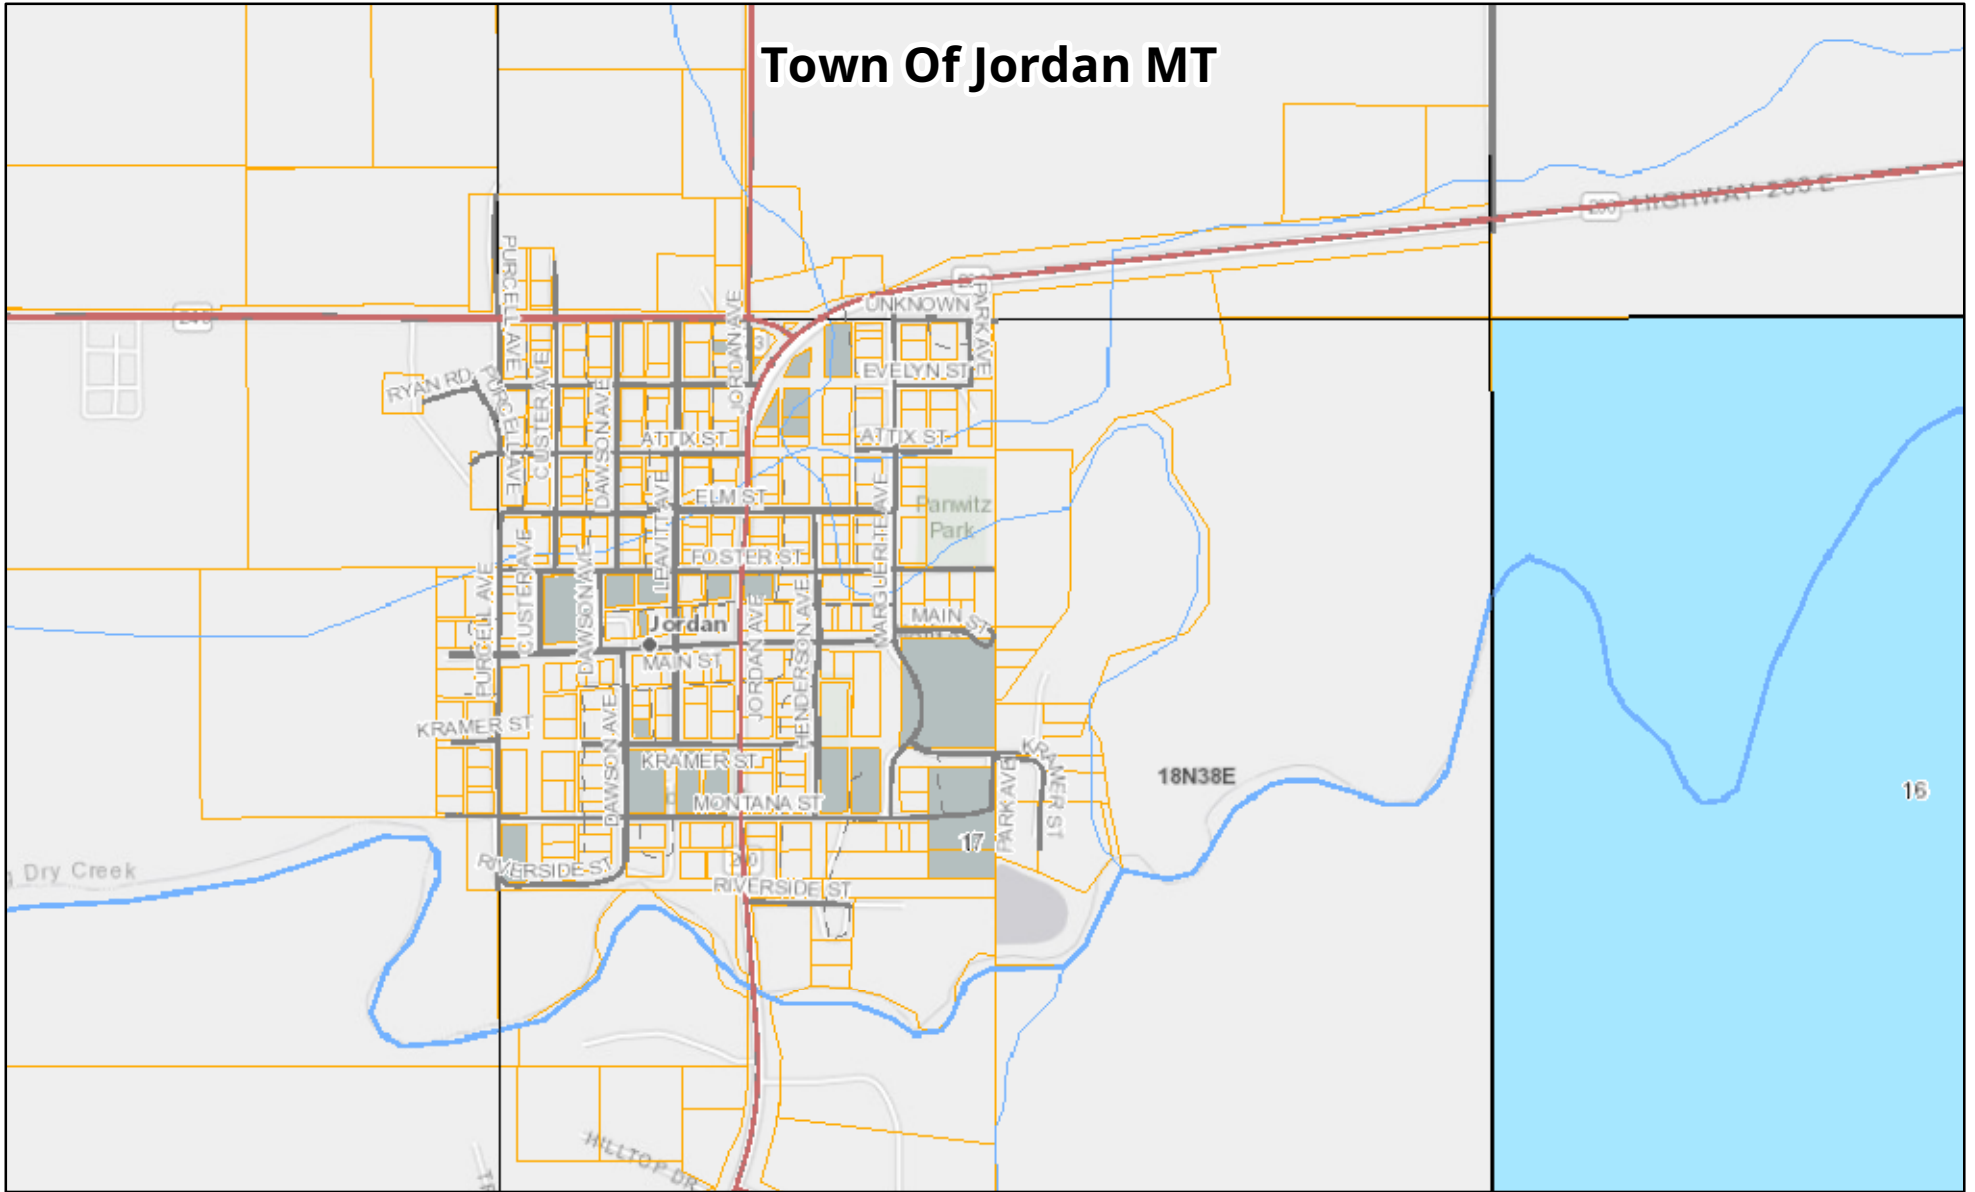 Town Of Jordan MT
200
HIGHWAY 200 E
PURCELL AVE
UNKNOWN
PARK AVE
JORDAN AVE
CUSTER AVE
DAWSON AVE
RYAN RD
PURCELL AVE
EVELYN ST
ATTIX ST
ATTIX ST
LEAVITT AVE
ELM ST
MARGUERITE AVE
Panwitz
Park
FOSTER ST
PURCELL AVE
CUSTER AVE
DAWSON AVE
JORDAN AVE
HENDERSON AVE
MAIN ST
Jordan
MAIN ST
KRAMER ST
DAWSON AVE
KRAMER ST
KRAMER ST
PARK AVE
18N38E
16
MONTANA ST
17
Dry Creek
RIVERSIDE ST
200
RIVERSIDE ST
HILLTOP DR